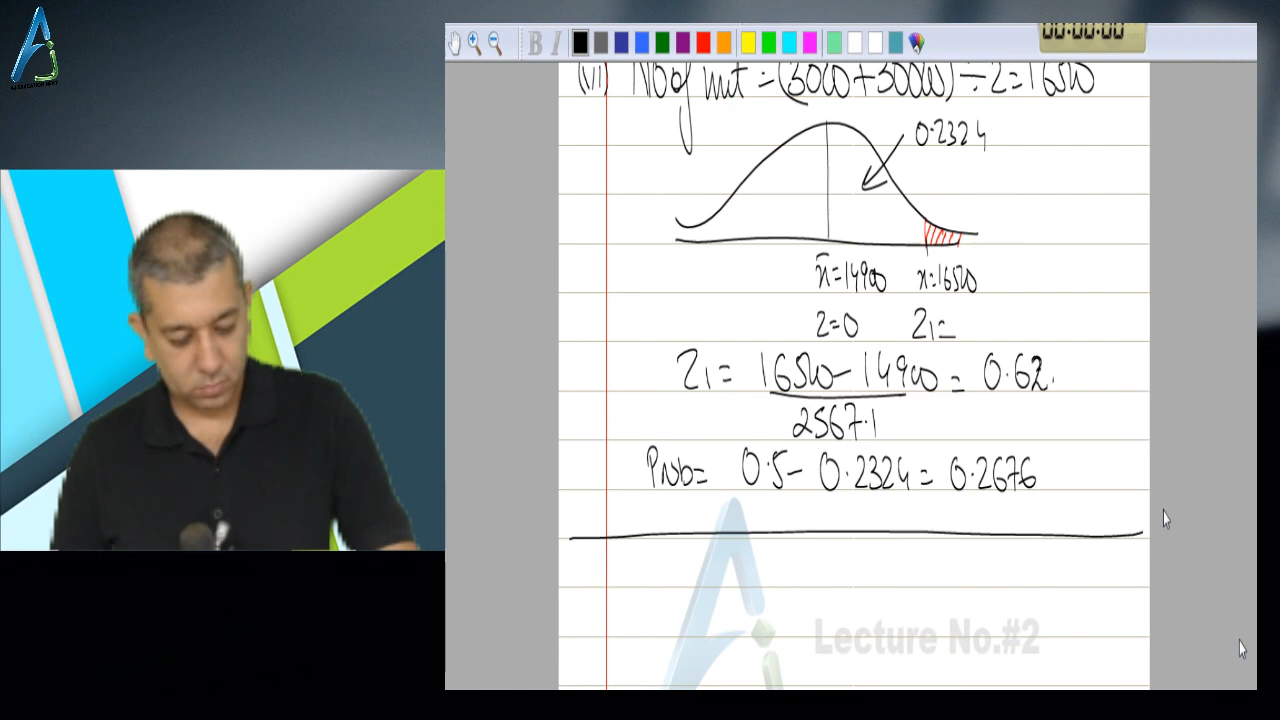 00:00:00
B I
(vii) No of unit = (3000 + 30000) ÷ 2 = 16500
0.2324
x̄=14900 x=16500
Z=0 Z1=
Z1= 16500 - 14900 = 0.62.
2567.1
Prob= 0.5 - 0.2324 = 0.2676
Lecture No.#2